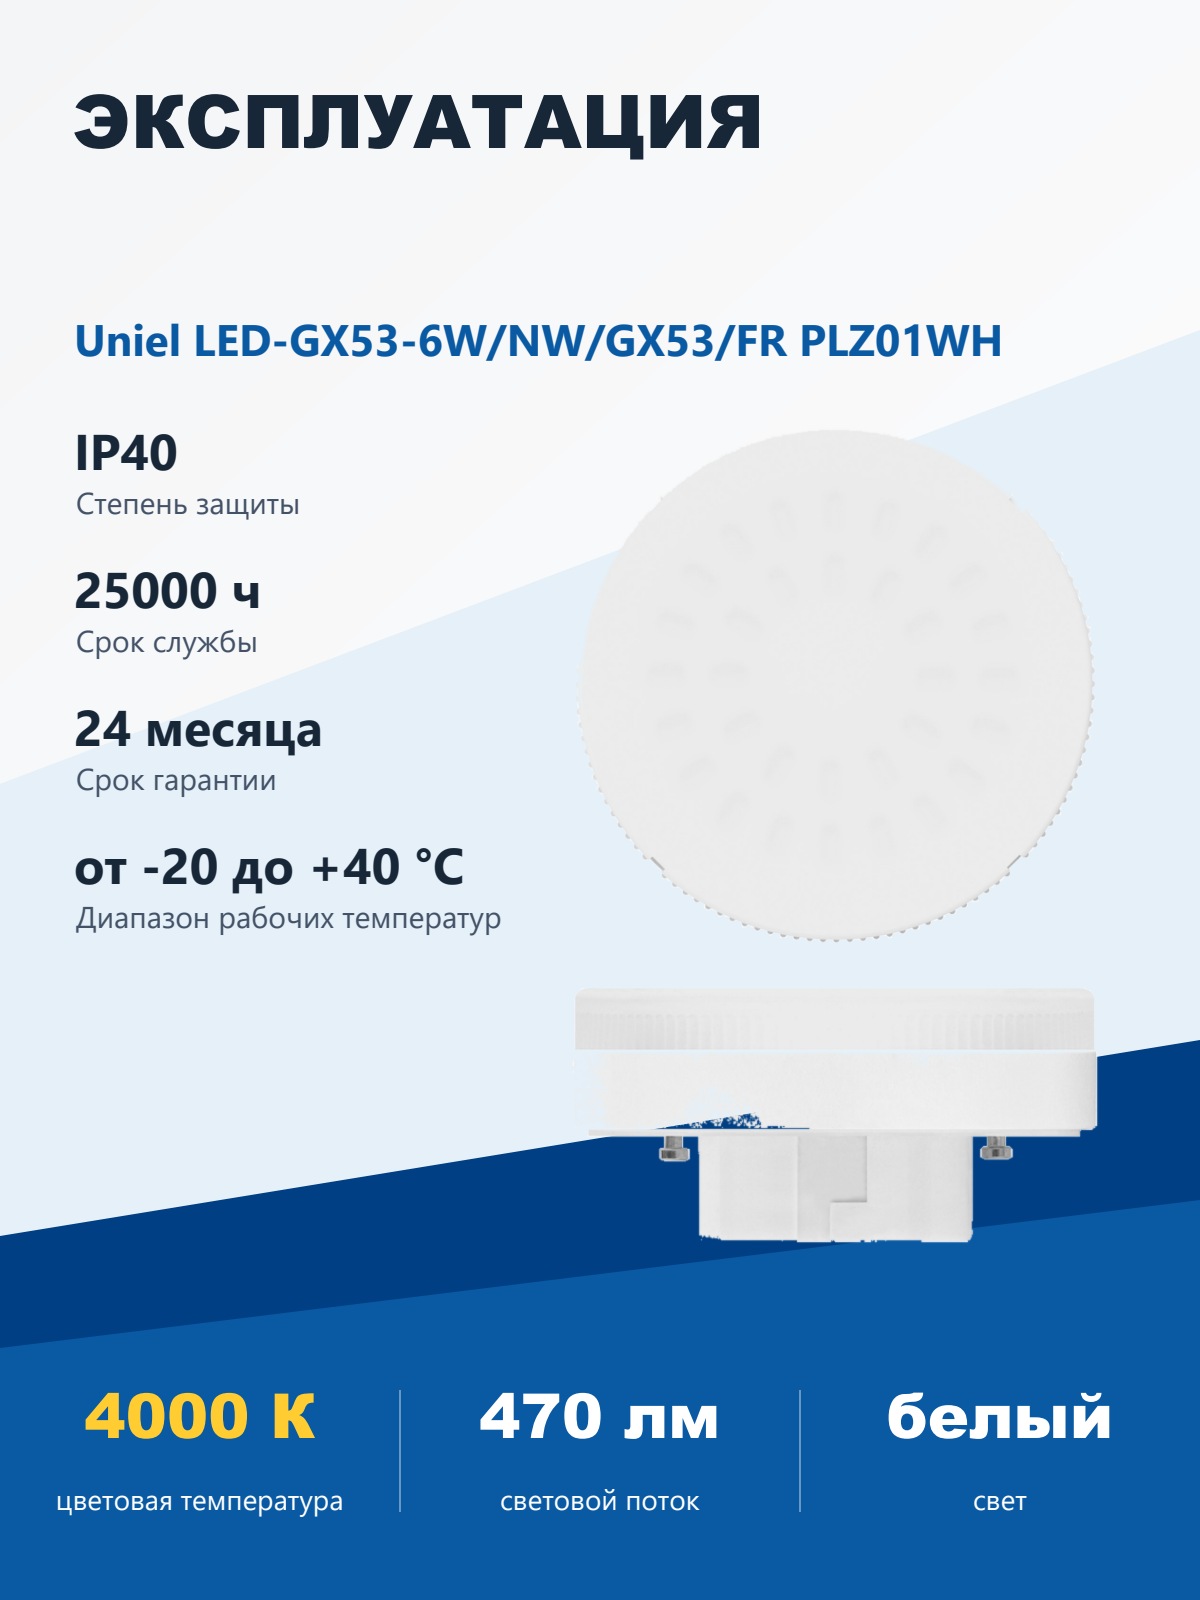 ЭКСПЛУАТАЦИЯ
Uniel LED-GX53-6W/NW/GX53/FR PLZ01WH
IP40
Степень защиты
25000 ч
Срок службы
24 месяца
Срок гарантии
от -20 до +40 °C
Диапазон рабочих температур
4000 К
цветовая температура
470 лм
световой поток
белый
свет